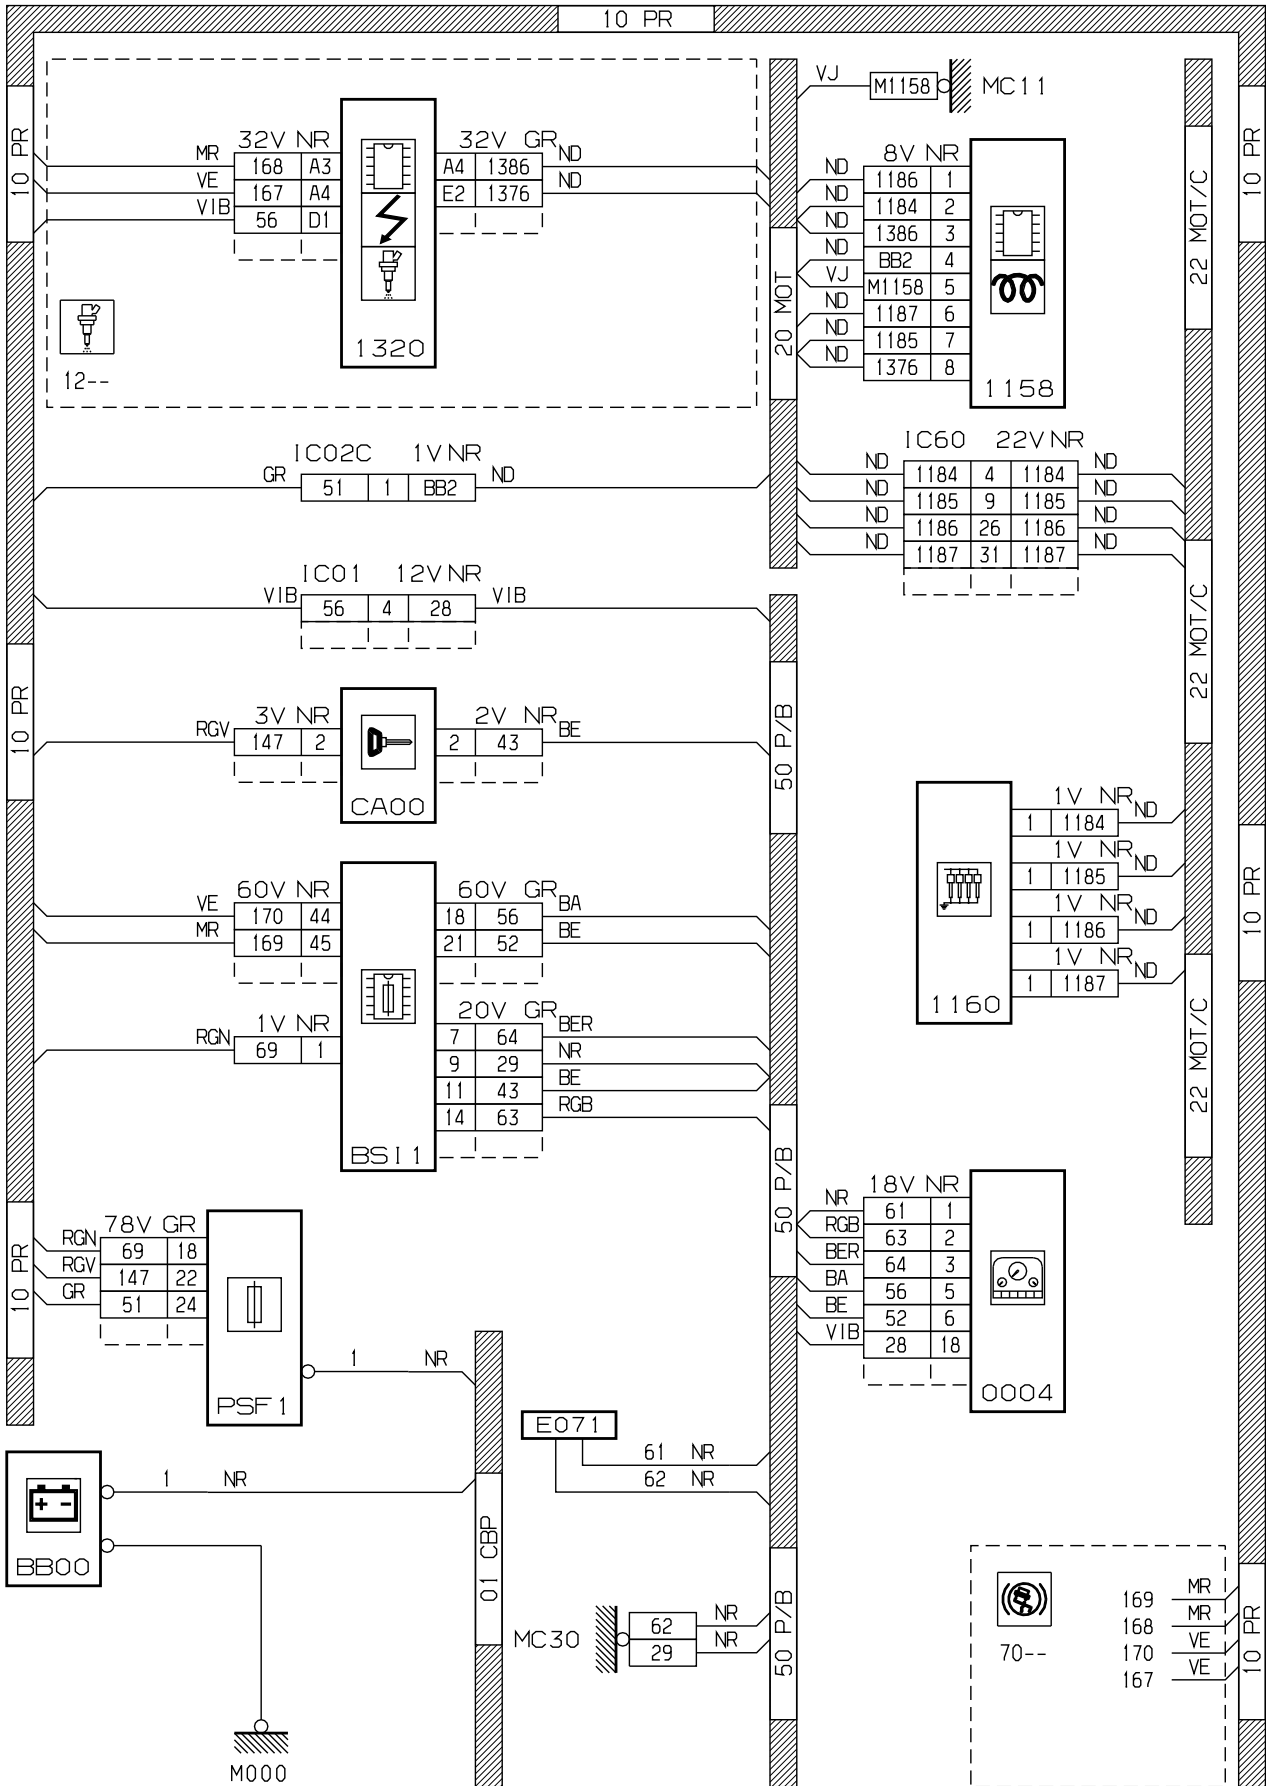 10 PR
VJ
M1158
MC11
10 PR
32V NR
32V GR
MR 168 A3
A4 1386 ND
VE 167 A4
E2 1376 ND
VIB 56 D1
1320
12--
20 MOT
8V NR
ND 1186 1
ND 1184 2
ND 1386 3
ND BB2 4
VJ M1158 5
ND 1187 6
ND 1185 7
ND 1376 8
1158
22 MOT/C
10 PR
IC02C 1V NR
GR 51 1 BB2 ND
IC60 22V NR
ND 1184 4 1184 ND
ND 1185 9 1185 ND
ND 1186 26 1186 ND
ND 1187 31 1187 ND
IC01 12V NR
VIB 56 4 28 VIB
22 MOT/C
10 PR
3V NR
2V NR
RGV 147 2
2 43 BE
CA00
50 P/B
1V NR
1 1184 ND
1V NR
1 1185 ND
1V NR
1 1186 ND
1V NR
1 1187 ND
1160
10 PR
22 MOT/C
60V NR
60V GR
VE 170 44
18 56 BA
MR 169 45
21 52 BE
1V NR
20V GR
RGN 69 1
7 64 BER
9 29 NR
11 43 BE
14 63 RGB
BSI1
50 P/B
18V NR
NR 61 1
RGB 63 2
BER 64 3
BA 56 5
BE 52 6
VIB 28 18
0004
10 PR
78V GR
RGN 69 18
RGV 147 22
GR 51 24
PSF1
1 NR
E071
61 NR
62 NR
1 NR
BB00
01 CBP
MC30
62 NR
29 NR
50 P/B
70--
169 MR
168 MR
170 VE
167 VE
10 PR
M000